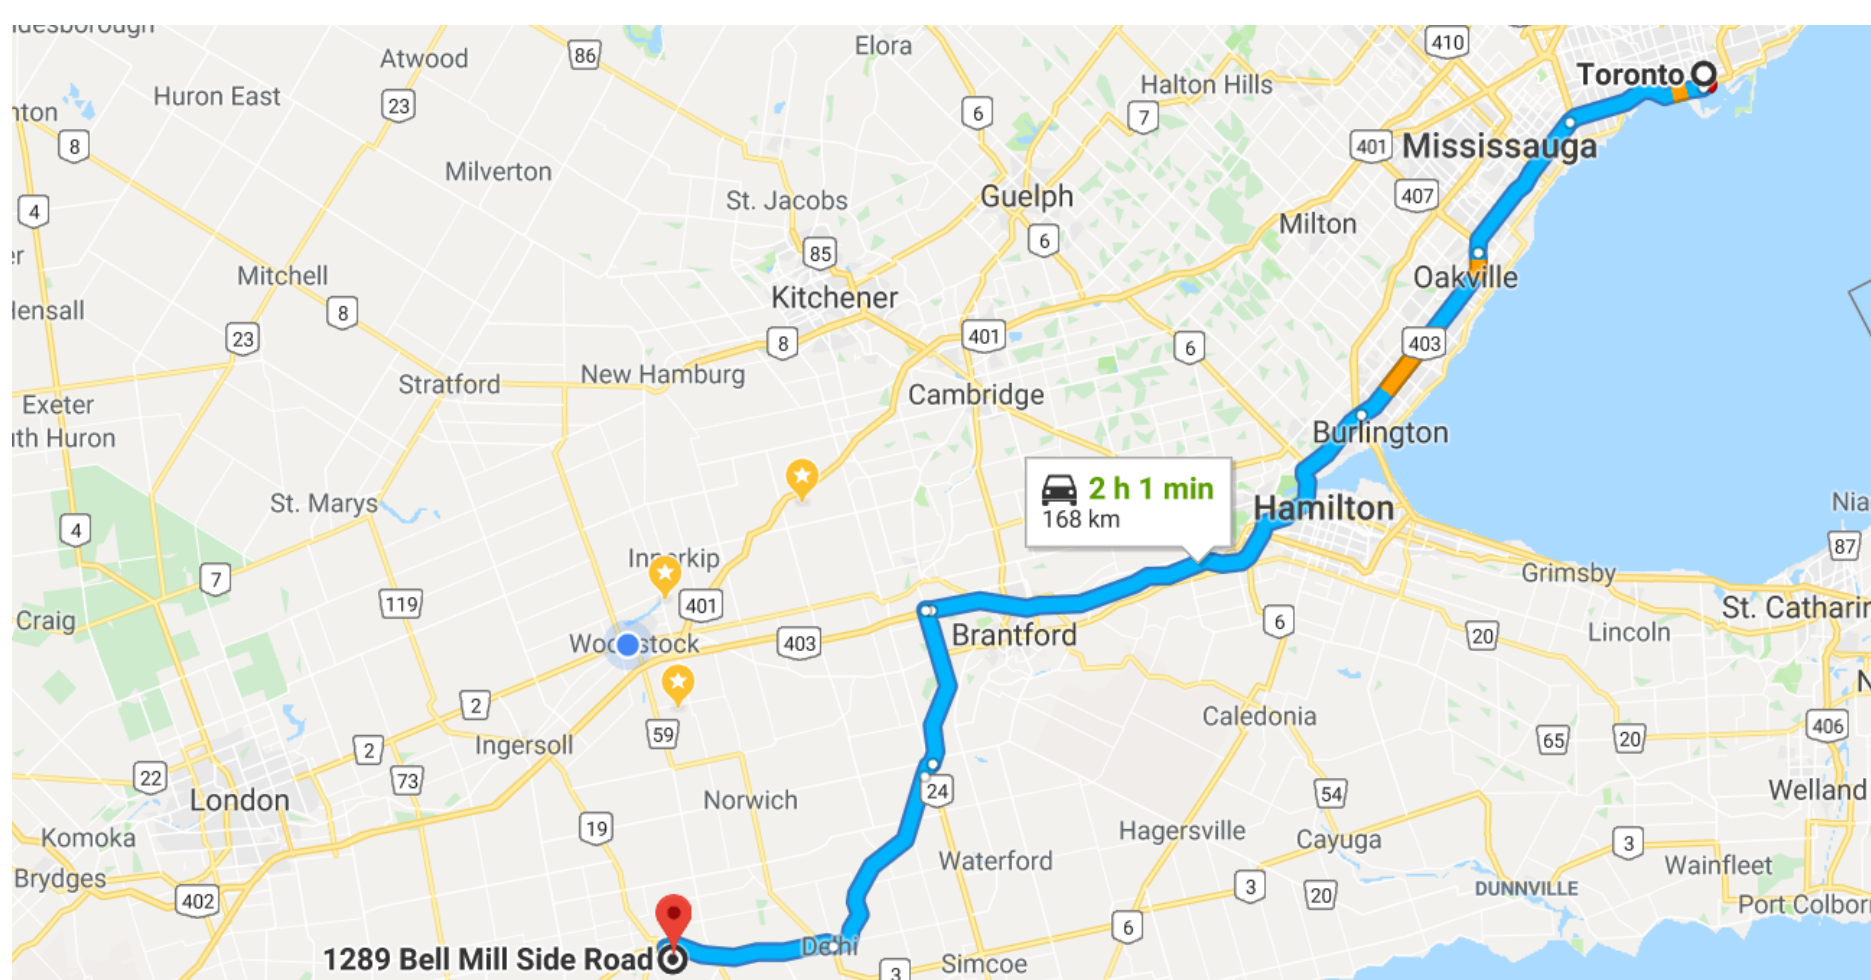 Atwood
86
Elora
410
Toronto
Huron East
23
6
Halton Hills
7
8
Milverton
401
Mississauga
St. Jacobs
Guelph
407
4
Milton
6
85
Mitchell
Oakville
Kitchener
8
23
8
401
6
403
New Hamburg
Stratford
Cambridge
Exeter
Burlington
2 h 1 min
168 km
St. Marys
Hamilton
4
87
7
Grimsby
119
401
Craig
6
20
Lincoln
Brantford
403
2
Caledonia
59
Ingersoll
2
65
20
406
22
73
24
54
Welland
London
Norwich
19
Hagersville
Cayuga
3
Komoka
Waterford
Wainfleet
Brydges
3
20
DUNNVILLE
402
6
Delhi
1289 Bell Mill Side Road
3
Simcoe